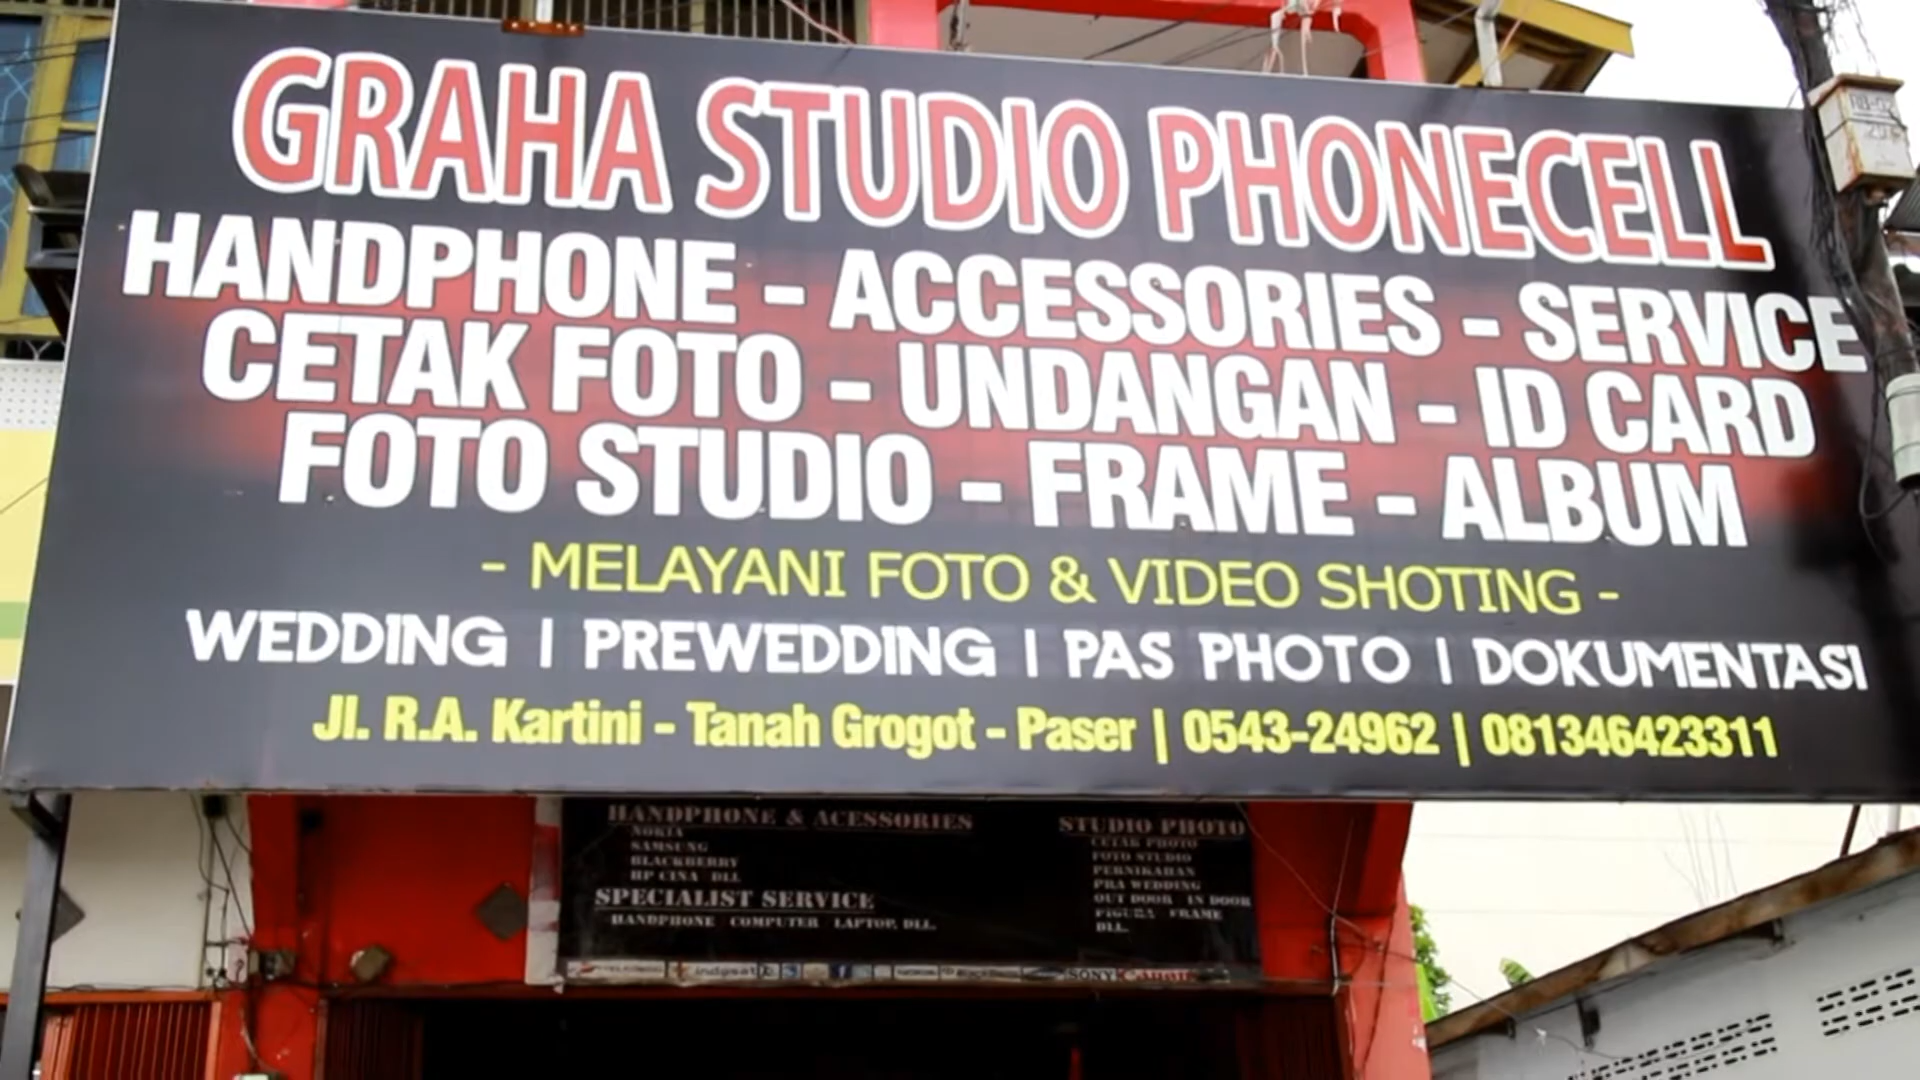 GRAHA STUDIO PHONECELL
HANDPHONE - ACCESSORIES - SERVICE
CETAK FOTO - UNDANGAN - ID CARD
FOTO STUDIO - FRAME - ALBUM
- MELAYANI FOTO & VIDEO SHOTING -
WEDDING | PREWEDDING | PAS PHOTO | DOKUMENTASI
Jl. R.A. Kartini - Tanah Grogot - Paser | 0543-24962 | 081346423311
HANDPHONE & ACESSORIES
NOKIA
SAMSUNG
BLACKBERRY
HP CINA DLL
SPECIALIST SERVICE
HANDPHONE COMPUTER LAPTOP, DLL.
STUDIO PHOTO
CETAK PHOTO
FOTO STUDIO
PERNIKAHAN
PRA WEDDING
OUT DOOR IN DOOR
FIGURA FRAME
DLL.
indosat
SONY Canon